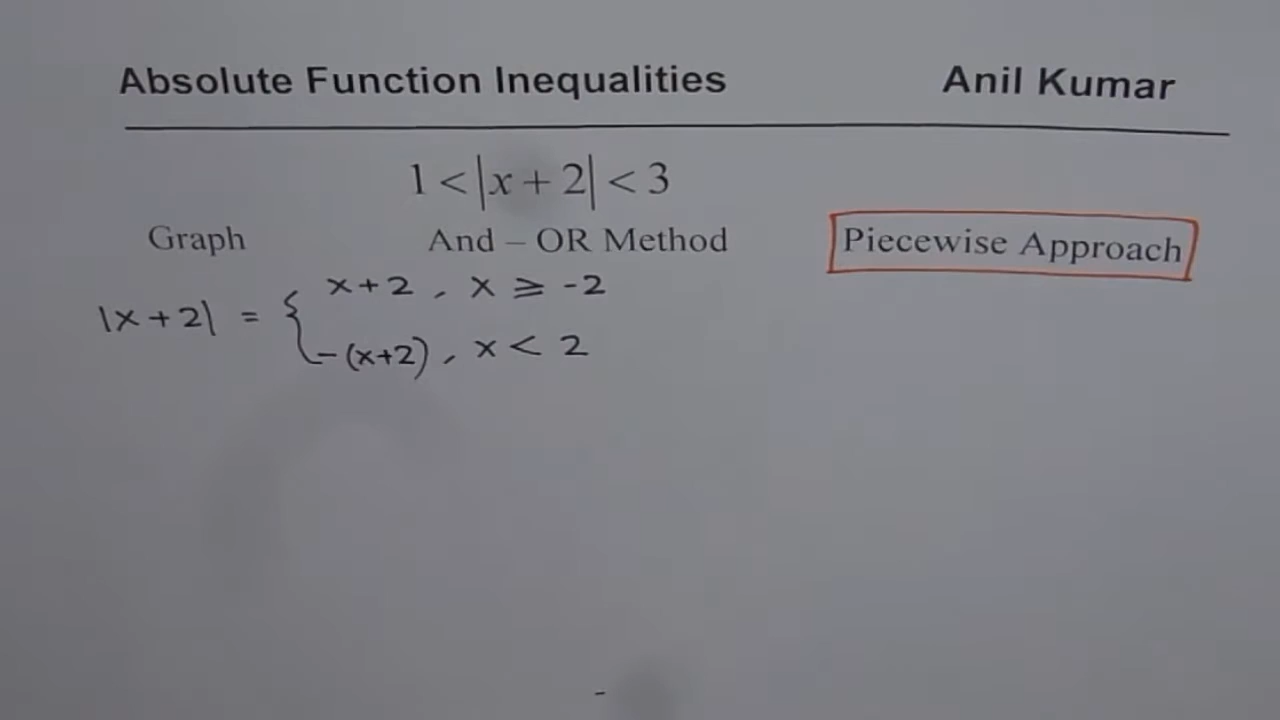 Absolute Function Inequalities Anil Kumar
1 < |x + 2| < 3
Graph And – OR Method Piecewise Approach
|x+2| = { x+2 , x ≥ -2
-(x+2) , x < 2